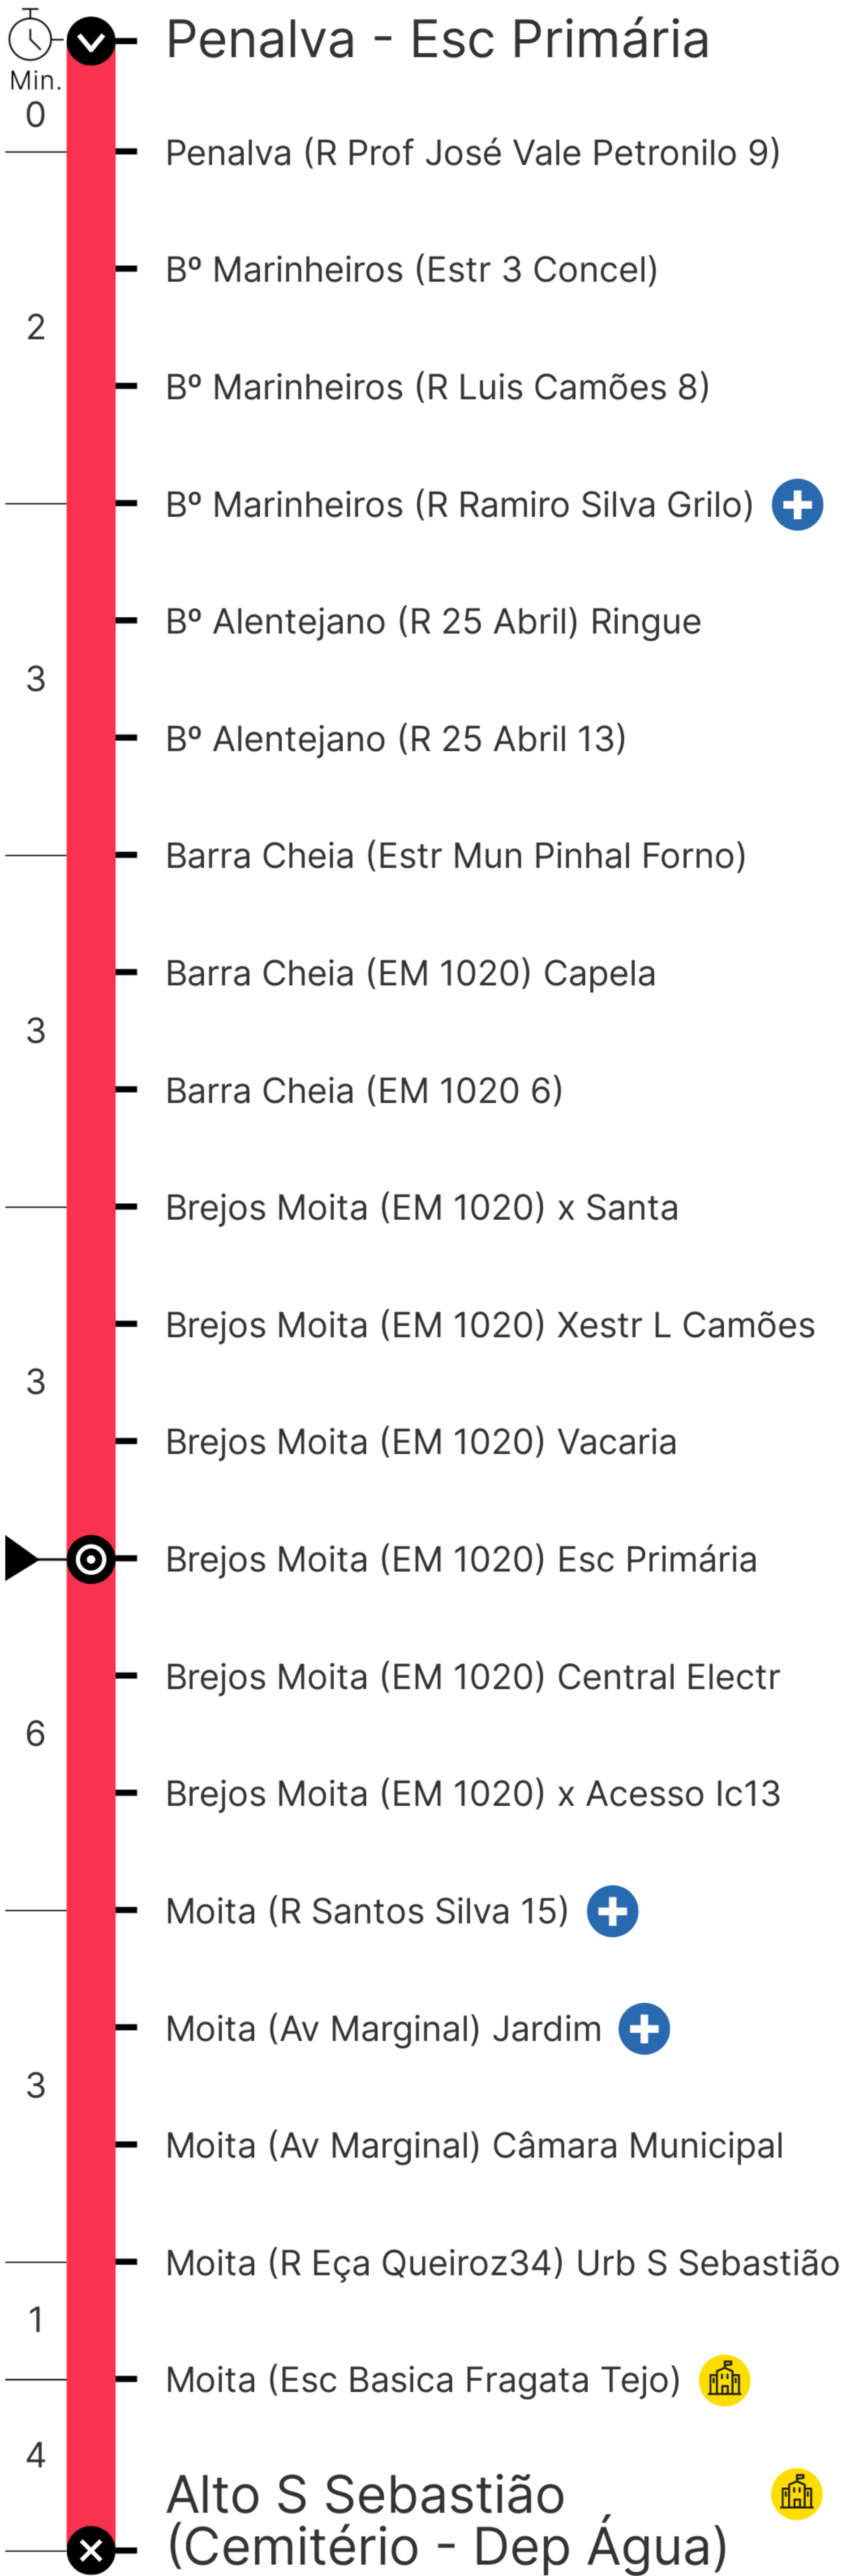 Penalva - Esc Primária
Min.
0
Penalva (R Prof José Vale Petronilo 9)
Bº Marinheiros (Estr 3 Concel)
2
Bº Marinheiros (R Luis Camões 8)
Bº Marinheiros (R Ramiro Silva Grilo)
Bº Alentejano (R 25 Abril) Ringue
3
Bº Alentejano (R 25 Abril 13)
Barra Cheia (Estr Mun Pinhal Forno)
Barra Cheia (EM 1020) Capela
3
Barra Cheia (EM 1020 6)
Brejos Moita (EM 1020) x Santa
Brejos Moita (EM 1020) Xestr L Camões
3
Brejos Moita (EM 1020) Vacaria
Brejos Moita (EM 1020) Esc Primária
Brejos Moita (EM 1020) Central Electr
6
Brejos Moita (EM 1020) x Acesso Ic13
Moita (R Santos Silva 15)
Moita (Av Marginal) Jardim
3
Moita (Av Marginal) Câmara Municipal
Moita (R Eça Queiroz34) Urb S Sebastião
1
Moita (Esc Basica Fragata Tejo)
4
Alto S Sebastião
(Cemitério - Dep Água)